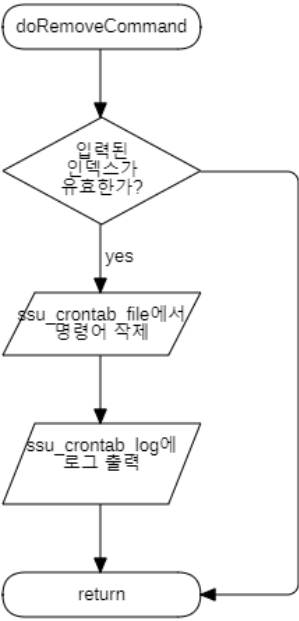 doRemoveCommand
입력된
인덱스가
유효한가?
yes
ssu_crontab_file에서
명령어 작제
ssu_crontab_log에
로그 출력
return